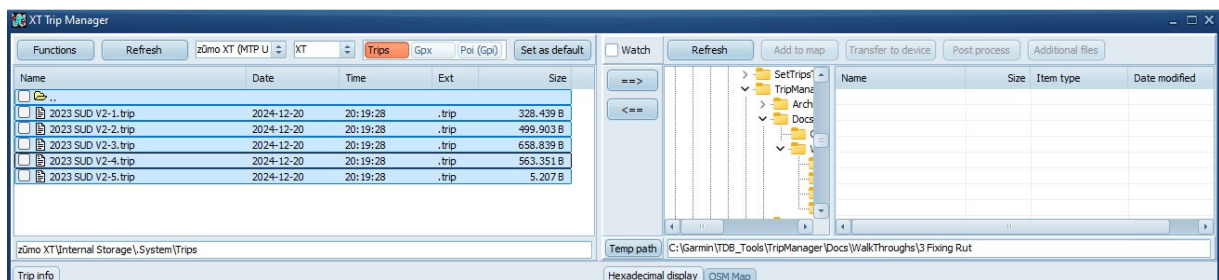 XT Trip Manager
Functions Refresh zūmo XT (MTP U XT Trips Gpx Poi (Gpi) Set as default
Name Date Time Ext Size
..
2023 SUD V2-1.trip 2024-12-20 20:19:28 .trip 328.439 B
2023 SUD V2-2.trip 2024-12-20 20:19:28 .trip 499.903 B
2023 SUD V2-3.trip 2024-12-20 20:19:28 .trip 658.839 B
2023 SUD V2-4.trip 2024-12-20 20:19:28 .trip 563.351 B
2023 SUD V2-5.trip 2024-12-20 20:19:28 .trip 5.207 B
zūmo XT\Internal Storage\.System\Trips
Trip info
Watch Refresh Add to map Transfer to device Post process Additional files
==>
<==
SetTripsT
TripMana
Arch
Docs
Name Size Item type Date modified
Temp path C:\Garmin\TDB_Tools\TripManager\Docs\WalkThroughs\3 Fixing Rut
Hexadecimal display OSM Map